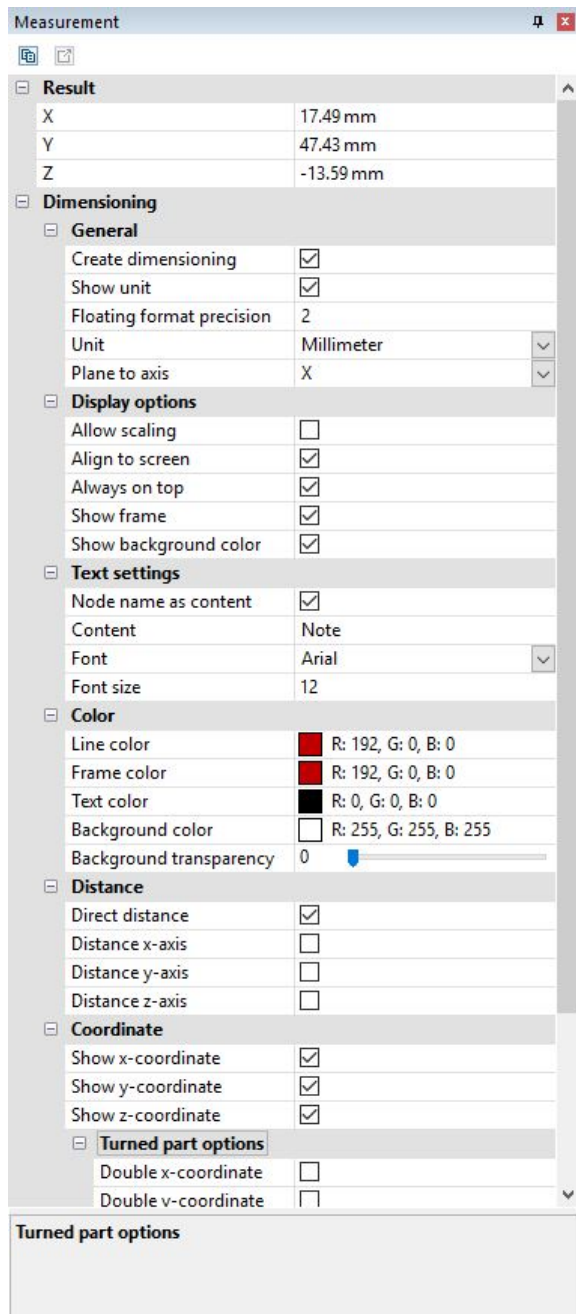 Measurement
Result
X 17.49 mm
Y 47.43 mm
Z -13.59 mm
Dimensioning
General
Create dimensioning
Show unit
Floating format precision 2
Unit Millimeter
Plane to axis X
Display options
Allow scaling
Align to screen
Always on top
Show frame
Show background color
Text settings
Node name as content
Content Note
Font Arial
Font size 12
Color
Line color R: 192, G: 0, B: 0
Frame color R: 192, G: 0, B: 0
Text color R: 0, G: 0, B: 0
Background color R: 255, G: 255, B: 255
Background transparency 0
Distance
Direct distance
Distance x-axis
Distance y-axis
Distance z-axis
Coordinate
Show x-coordinate
Show y-coordinate
Show z-coordinate
Turned part options
Double x-coordinate
Double y-coordinate
Turned part options